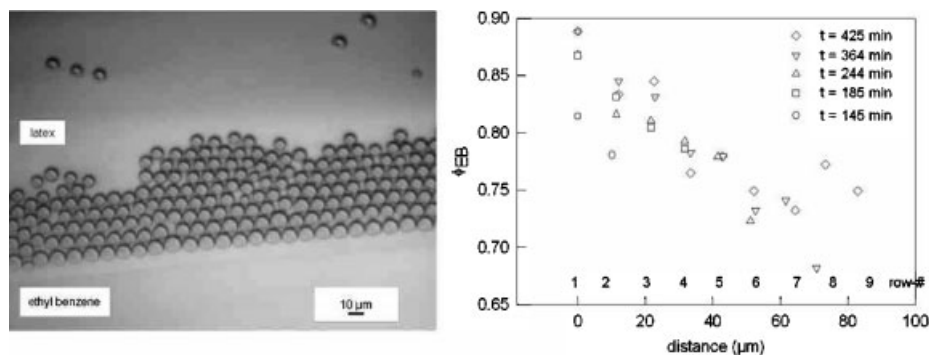 latex
ethyl benzene
10 µm
0.90
0.85
0.80
0.75
0.70
0.65
ϕEB
◇ t = 425 min
▽ t = 364 min
△ t = 244 min
□ t = 185 min
○ t = 145 min
1 2 3 4 5 6 7 8 9 row-#
0 20 40 60 80 100
distance (µm)